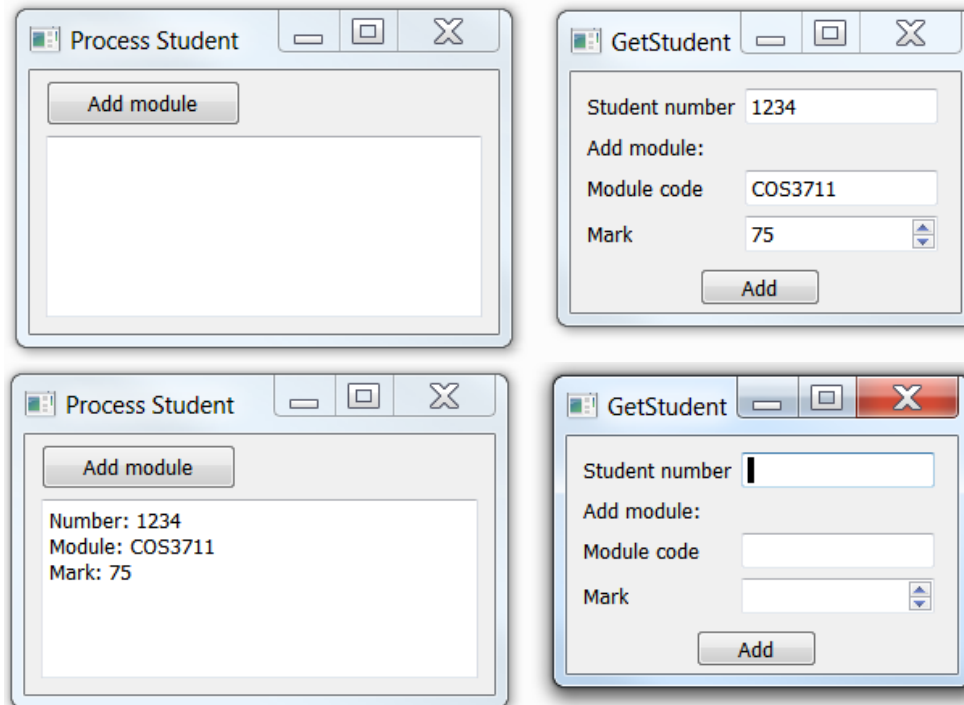 Process Student
Add module
GetStudent
Student number 1234
Add module:
Module code COS3711
Mark 75
Add
Process Student
Add module
Number: 1234
Module: COS3711
Mark: 75
GetStudent
Student number
Add module:
Module code
Mark
Add